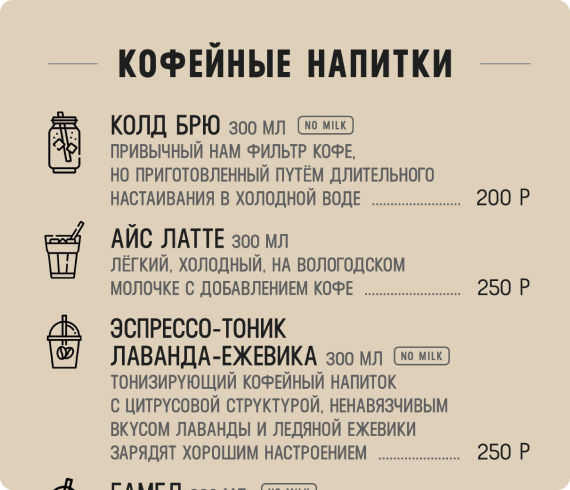 КОФЕЙНЫЕ НАПИТКИ
КОЛД БРЮ 300 МЛ NO MILK
ПРИВЫЧНЫЙ НАМ ФИЛЬТР КОФЕ,
НО ПРИГОТОВЛЕННЫЙ ПУТЁМ ДЛИТЕЛЬНОГО
НАСТАИВАНИЯ В ХОЛОДНОЙ ВОДЕ 200 Р
АЙС ЛАТТЕ 300 МЛ
ЛЁГКИЙ, ХОЛОДНЫЙ, НА ВОЛОГОДСКОМ
МОЛОЧКЕ С ДОБАВЛЕНИЕМ КОФЕ 250 Р
ЭСПРЕССО-ТОНИК
ЛАВАНДА-ЕЖЕВИКА 300 МЛ NO MILK
ТОНИЗИРУЮЩИЙ КОФЕЙНЫЙ НАПИТОК
С ЦИТРУСОВОЙ СТРУКТУРОЙ, НЕНАВЯЗЧИВЫМ
ВКУСОМ ЛАВАНДЫ И ЛЕДЯНОЙ ЕЖЕВИКИ
ЗАРЯДЯТ ХОРОШИМ НАСТРОЕНИЕМ 250 Р